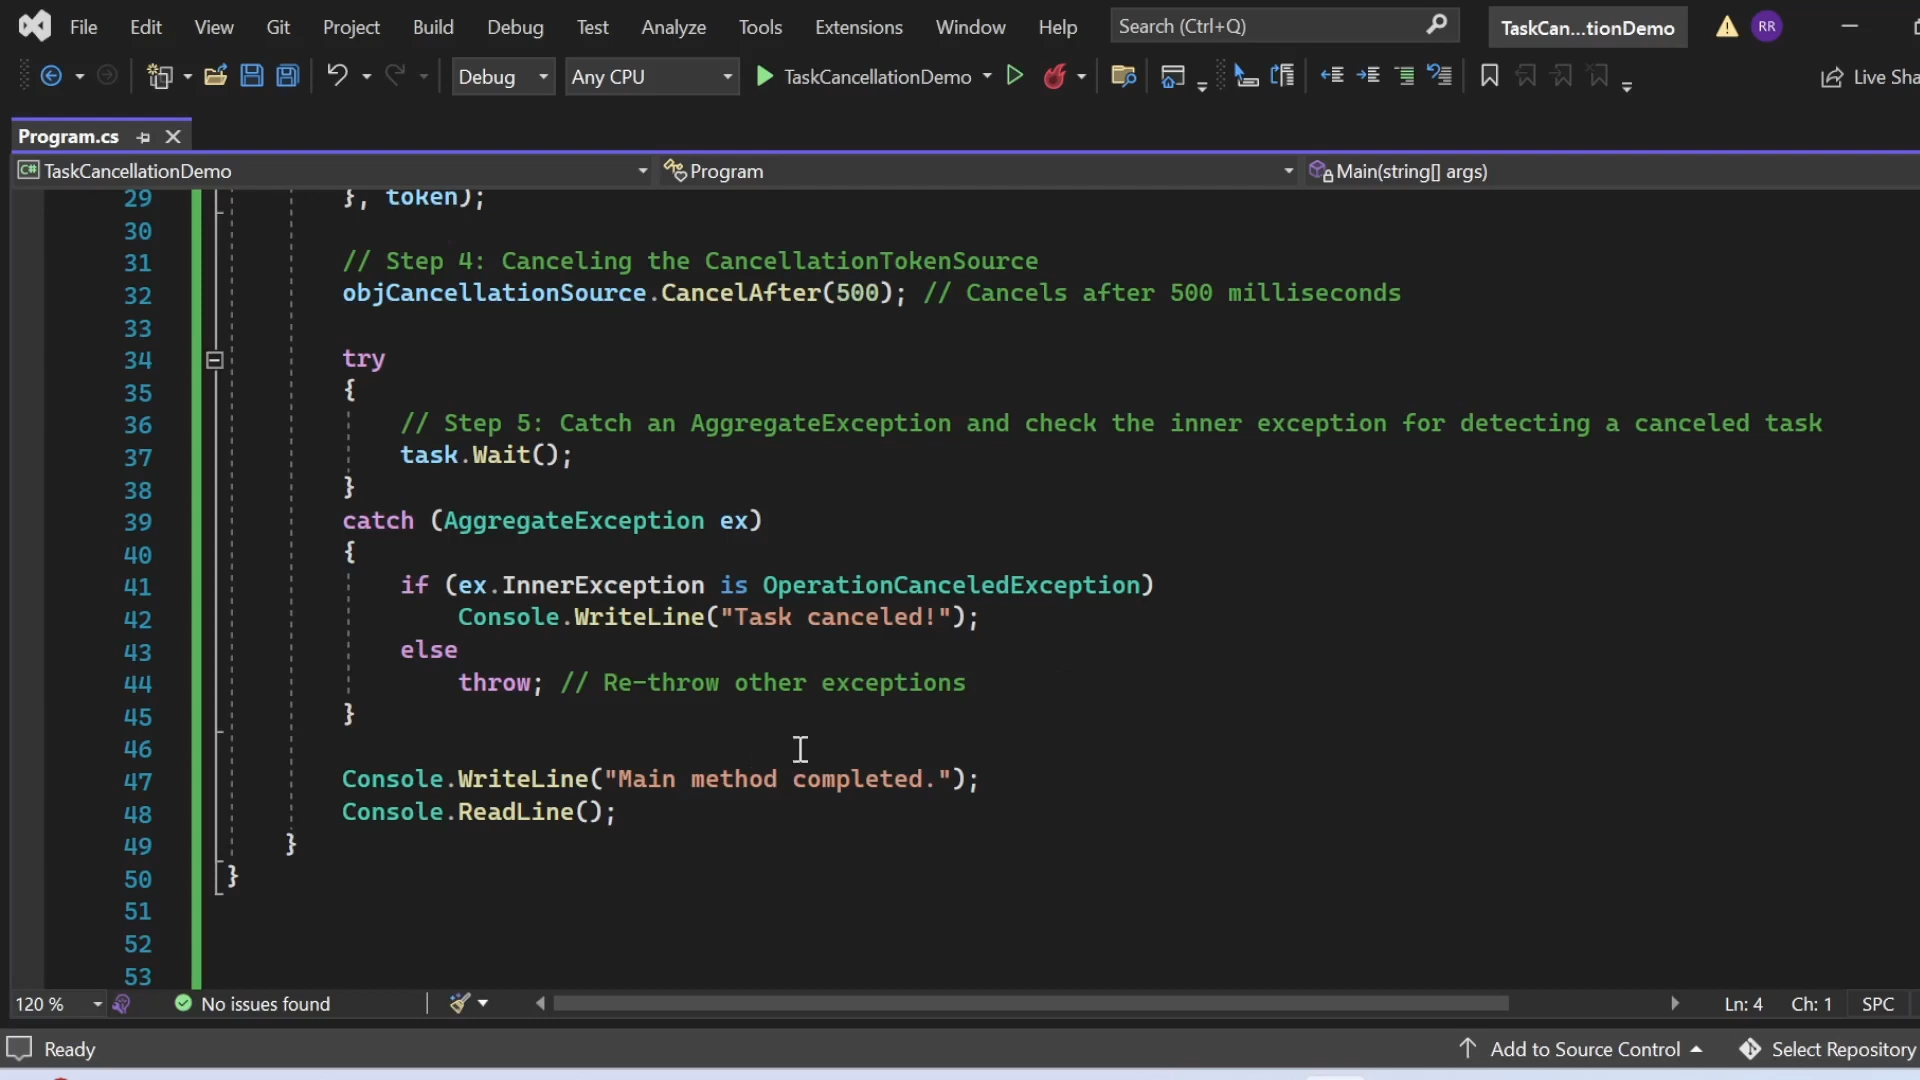 File Edit View Git Project Build Debug Test Analyze Tools Extensions Window Help Search (Ctrl+Q) TaskCan...tionDemo RR
Debug Any CPU TaskCancellationDemo Live Sha
Program.cs
C# TaskCancellationDemo Program Main(string[] args)
29 }, token);
30
31 // Step 4: Canceling the CancellationTokenSource
32 objCancellationSource.CancelAfter(500); // Cancels after 500 milliseconds
33
34 try
35 {
36 // Step 5: Catch an AggregateException and check the inner exception for detecting a canceled task
37 task.Wait();
38 }
39 catch (AggregateException ex)
40 {
41 if (ex.InnerException is OperationCanceledException)
42 Console.WriteLine("Task canceled!");
43 else
44 throw; // Re-throw other exceptions
45 }
46
47 Console.WriteLine("Main method completed.");
48 Console.ReadLine();
49 }
50 }
51
52
53
120 % No issues found Ln: 4 Ch: 1 SPC
Ready Add to Source Control Select Repository